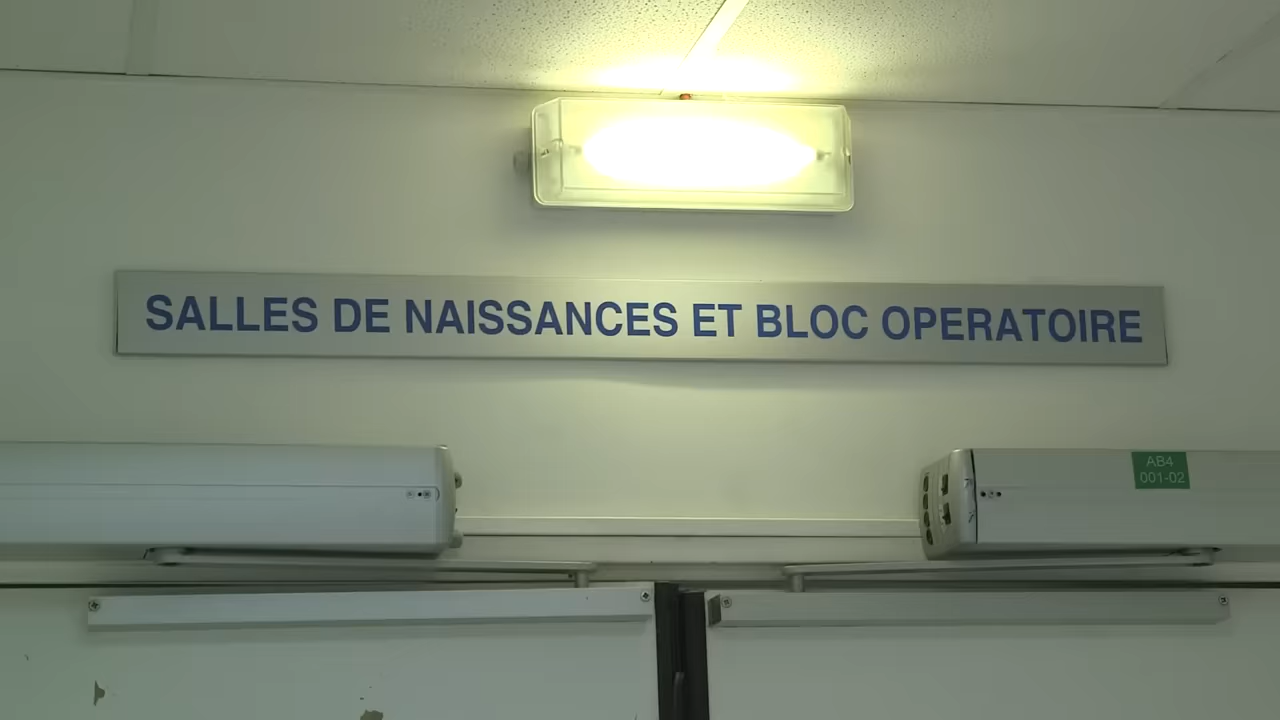 SALLES DE NAISSANCES ET BLOC OPERATOIRE
AB4
001-02